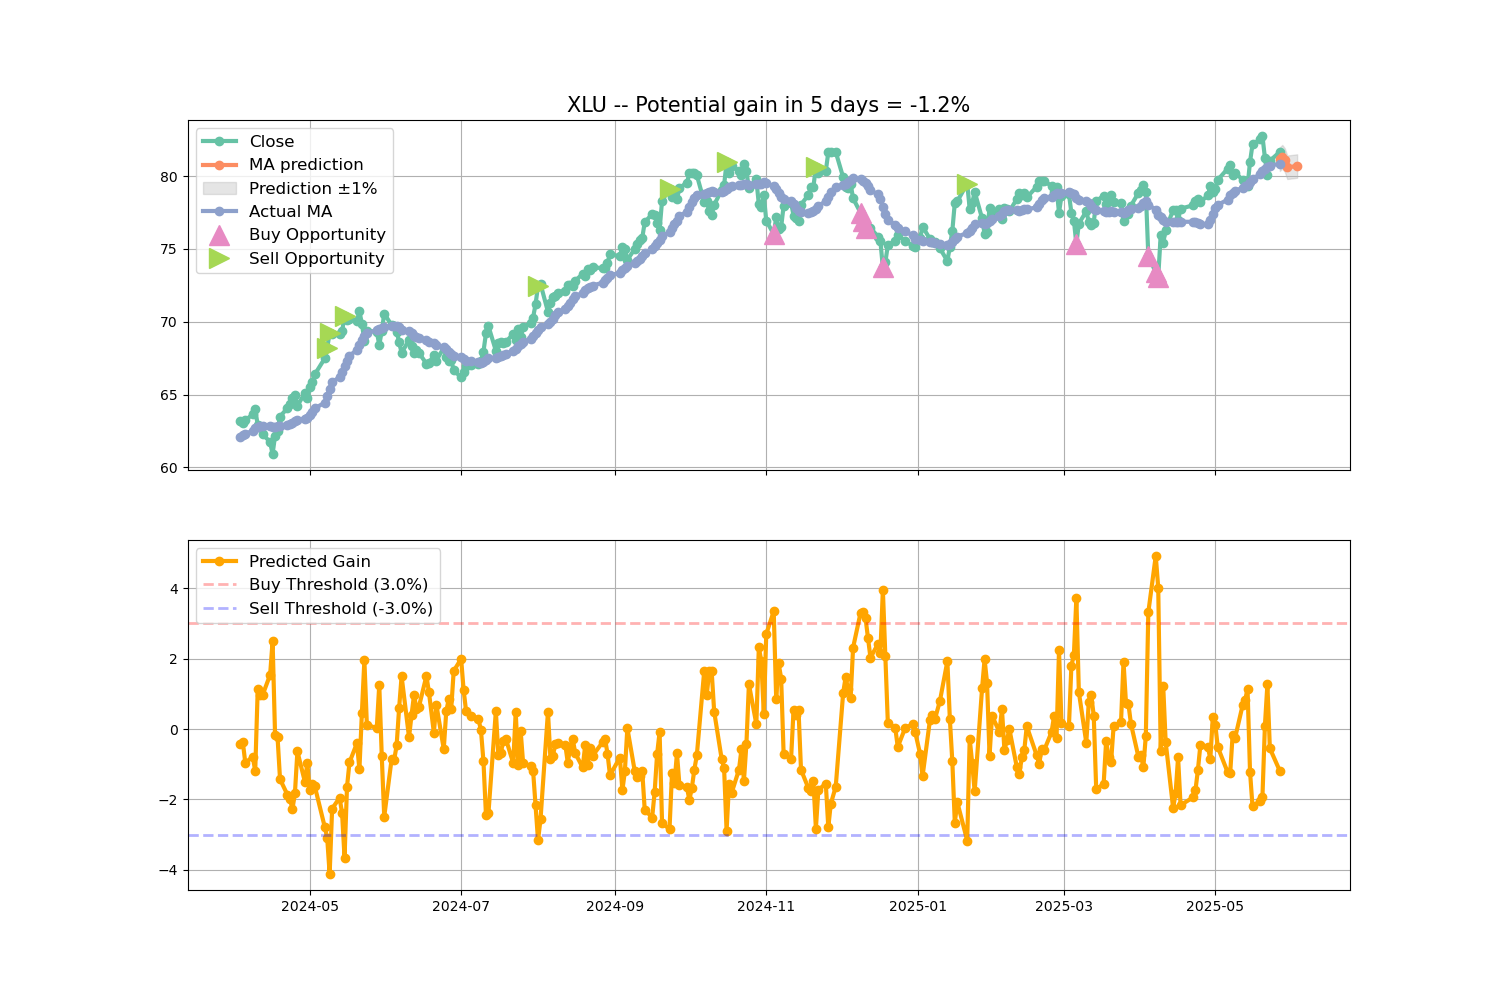 XLU -- Potential gain in 5 days = -1.2%
Close
MA prediction
Prediction ±1%
Actual MA
Buy Opportunity
Sell Opportunity
80
75
70
65
60
Predicted Gain
Buy Threshold (3.0%)
Sell Threshold (-3.0%)
4
2
0
−2
−4
2024-05
2024-07
2024-09
2024-11
2025-01
2025-03
2025-05